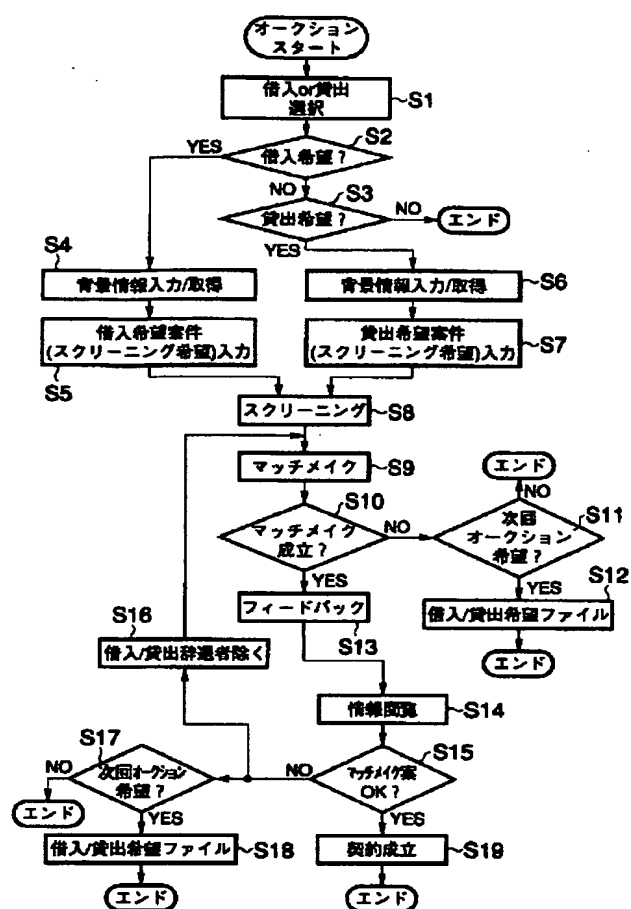 オークション
スタート
借入or貸出
選択
S1
S2
借入希望？
YES
NO
S3
貸出希望？
NO
エンド
YES
S4
背景情報入力/取得
背景情報入力/取得
S6
借入希望案件
(スクリーニング希望)入力
S5
貸出希望案件
(スクリーニング希望)入力
S7
スクリーニング
S8
マッチメイク
S9
エンド
NO
S10
マッチメイク
成立？
NO
次回
オークション
希望？
S11
YES
YES
S12
フィードバック
S13
借入/貸出希望ファイル
エンド
S16
借入/貸出辞退者除く
情報閲覧
S14
S17
次回オークション
希望？
NO
エンド
NO
S15
マッチメイク案
OK？
YES
YES
借入/貸出希望ファイル
S18
契約成立
S19
エンド
エンド